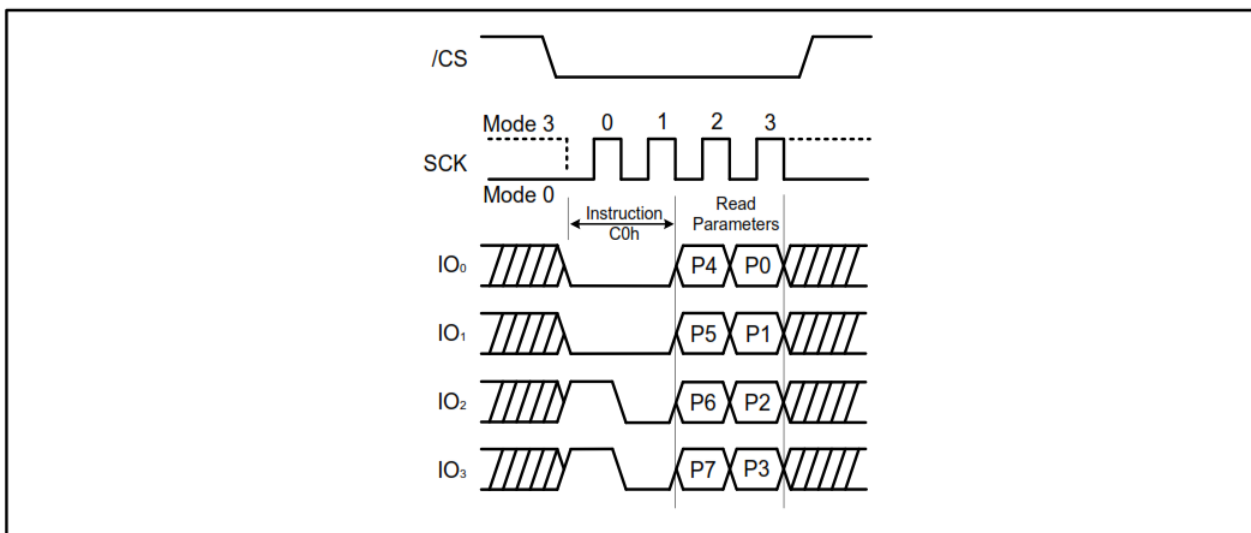 /CS
Mode 3 0 1 2 3
SCK
Mode 0
Instruction
C0h
Read
Parameters
IO₀ P4 P0
IO₁ P5 P1
IO₂ P6 P2
IO₃ P7 P3